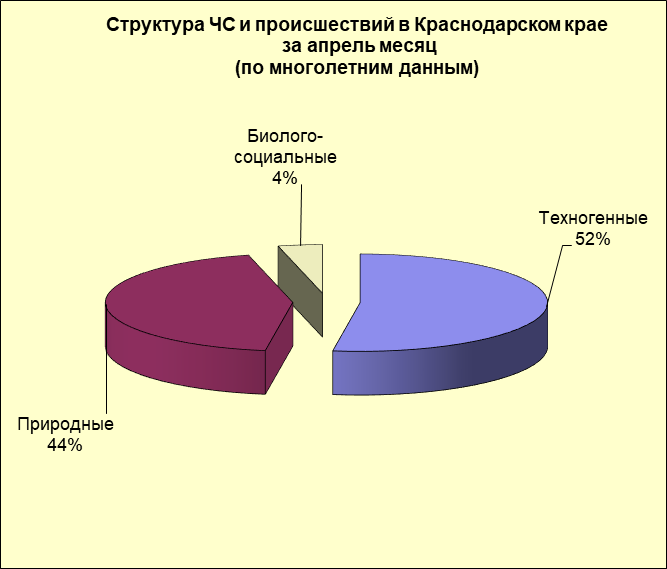 Структура ЧС и происшествий в Краснодарском крае
за апрель месяц
(по многолетним данным)
Биолого-
социальные
4%
Техногенные
52%
Природные
44%